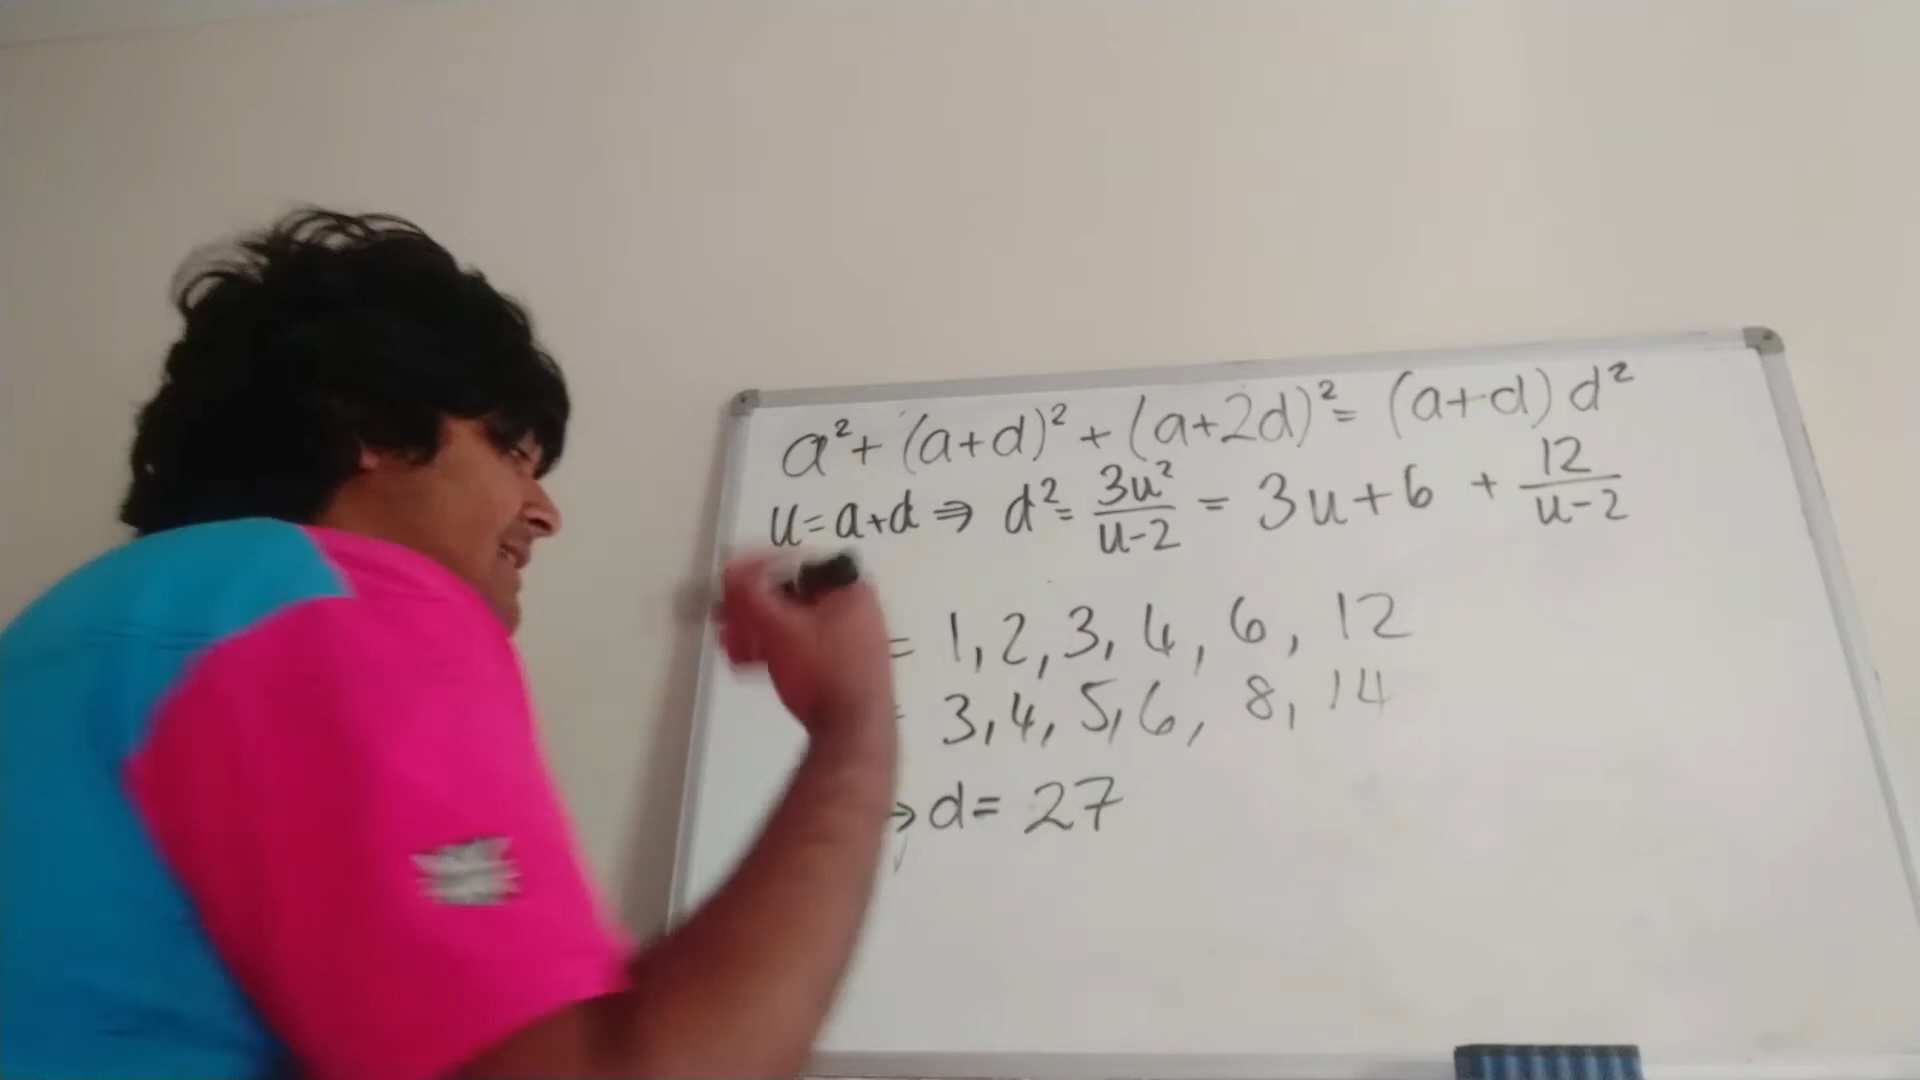 a² + (a+d)² + (a+2d)² = (a+d) d²
u = a+d ⇒ d² = 3u²/(u-2) = 3u+6 + 12/(u-2)
= 1, 2, 3, 4, 6, 12
= 3, 4, 5, 6, 8, 14
⇒ d = 27